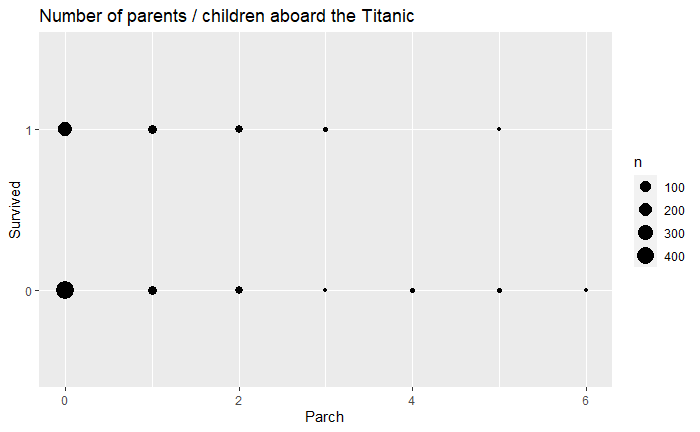 Number of parents / children aboard the Titanic
1
0
Survived
0 2 4 6
Parch
n
100
200
300
400